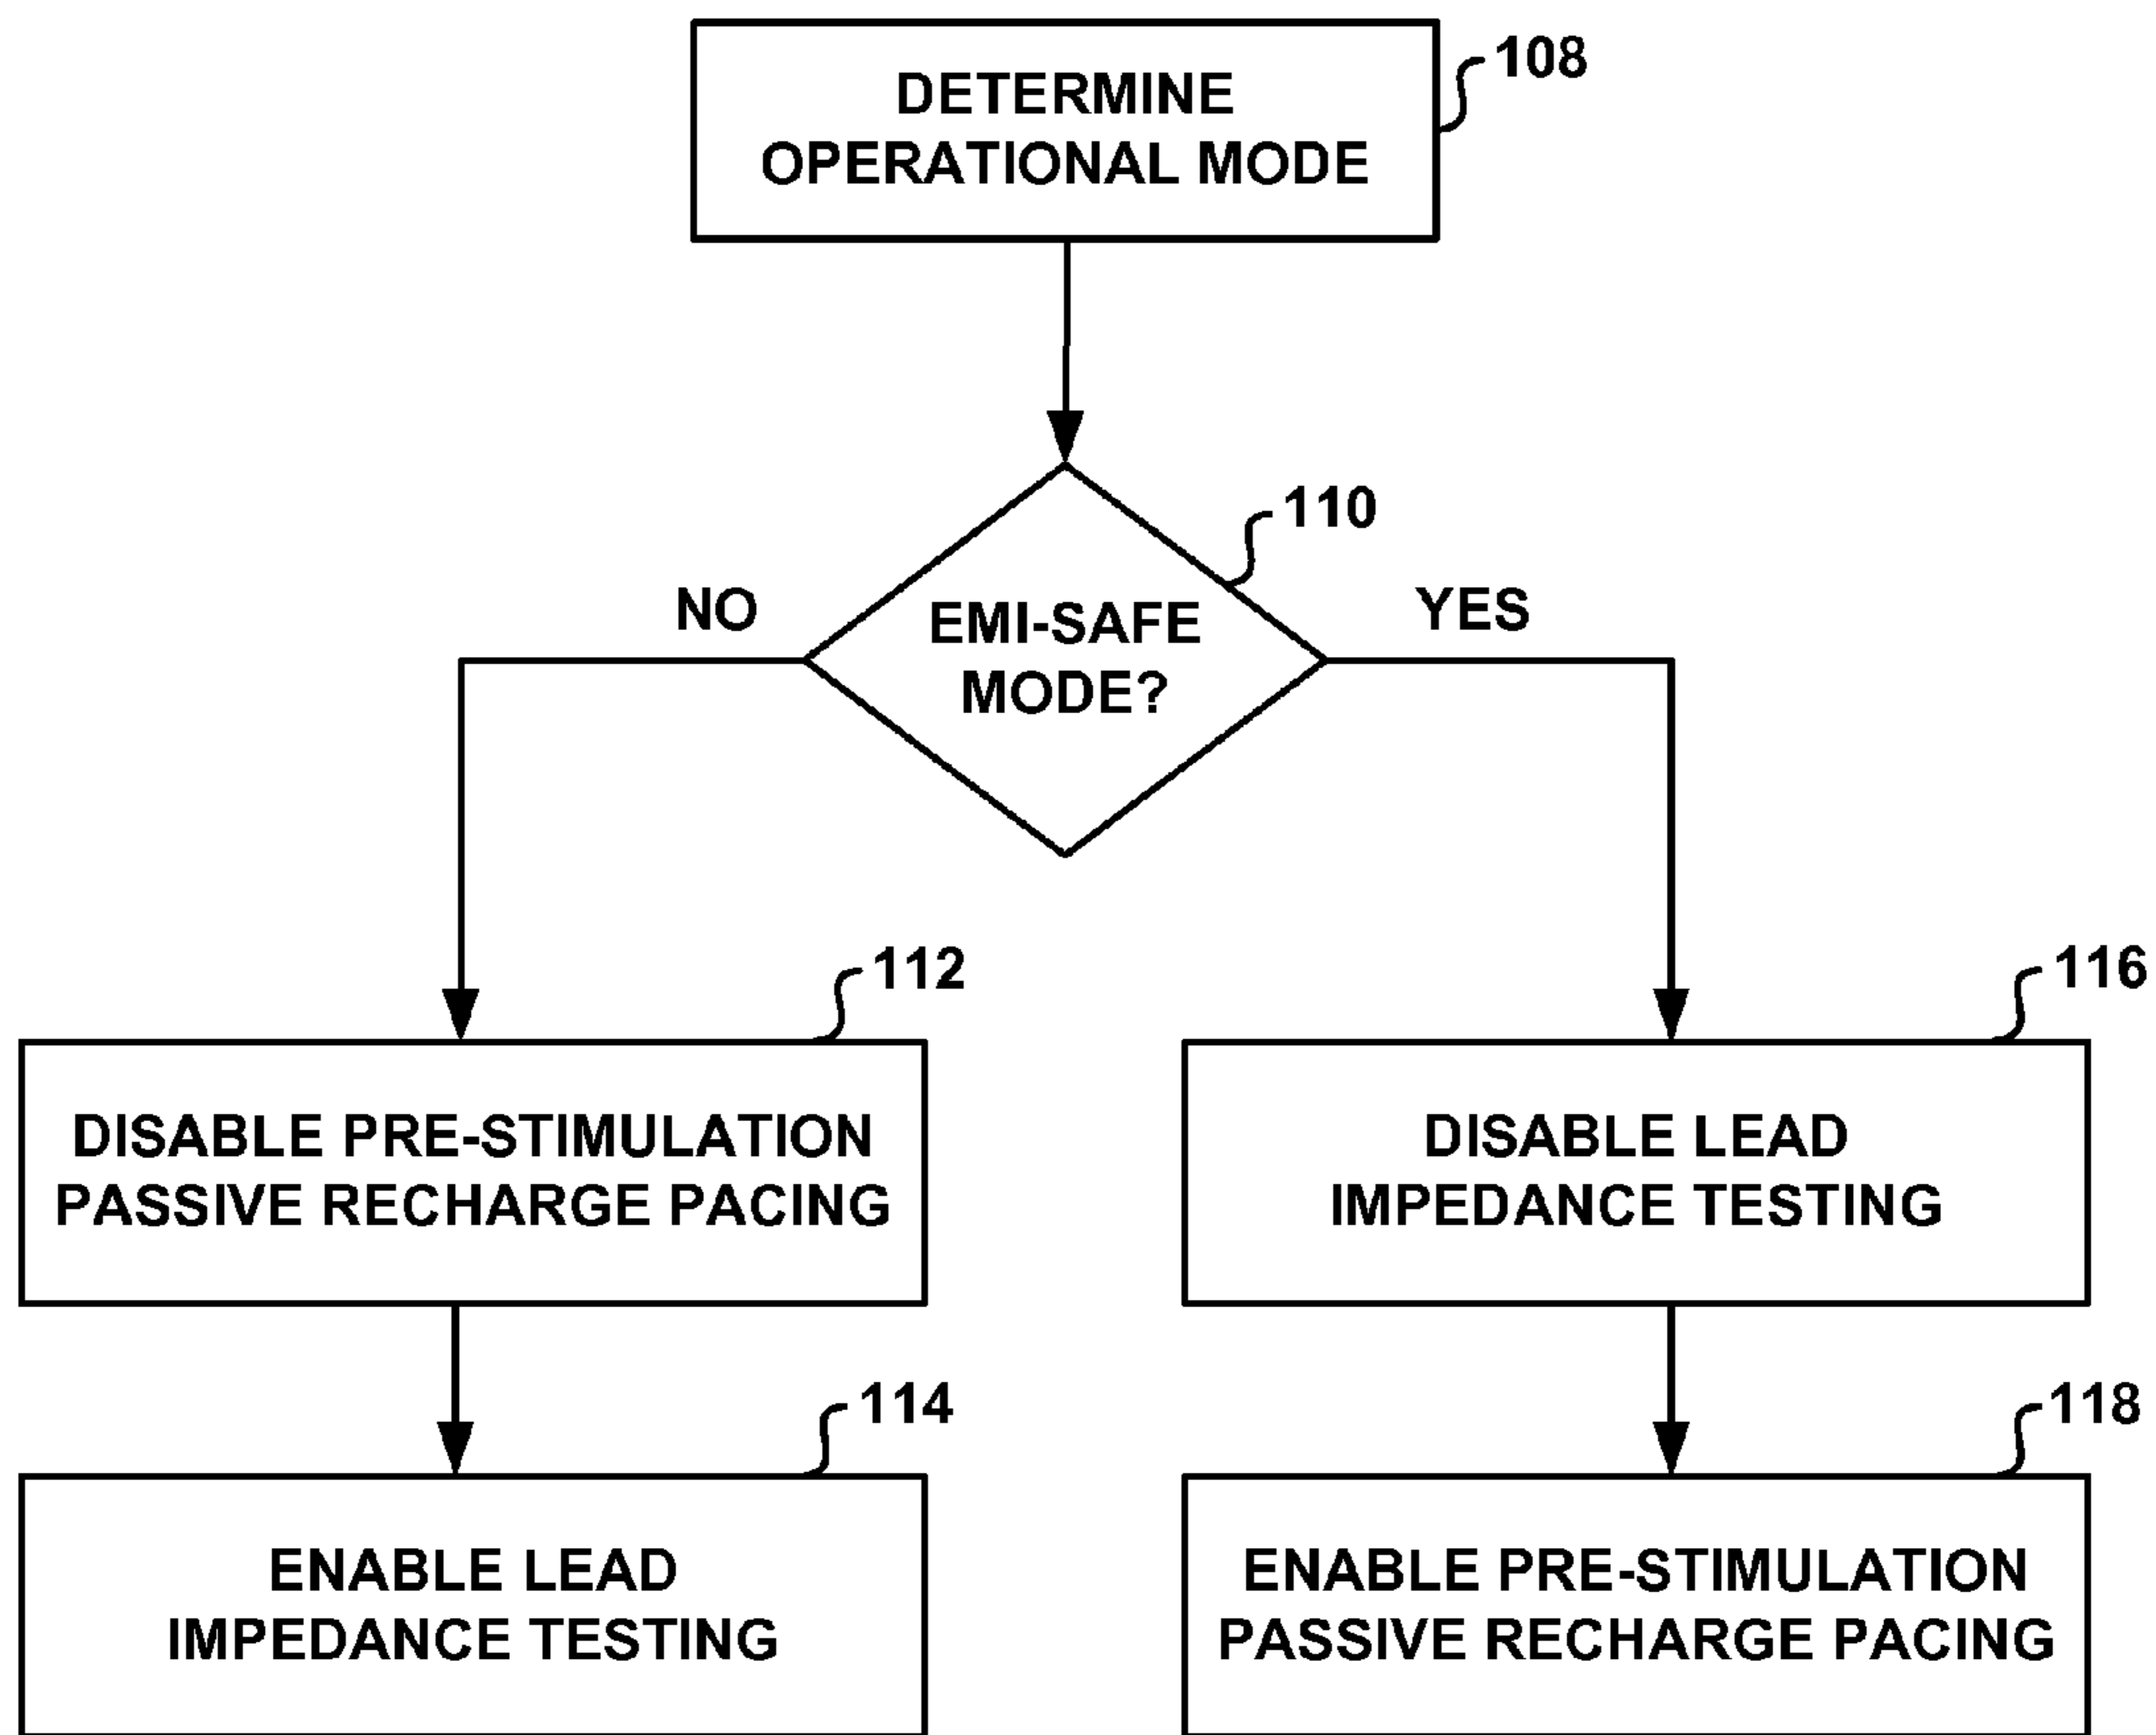 DETERMINE
OPERATIONAL MODE
108
110
NO
EMI-SAFE
MODE?
YES
112
DISABLE PRE-STIMULATION
PASSIVE RECHARGE PACING
116
DISABLE LEAD
IMPEDANCE TESTING
114
ENABLE LEAD
IMPEDANCE TESTING
118
ENABLE PRE-STIMULATION
PASSIVE RECHARGE PACING